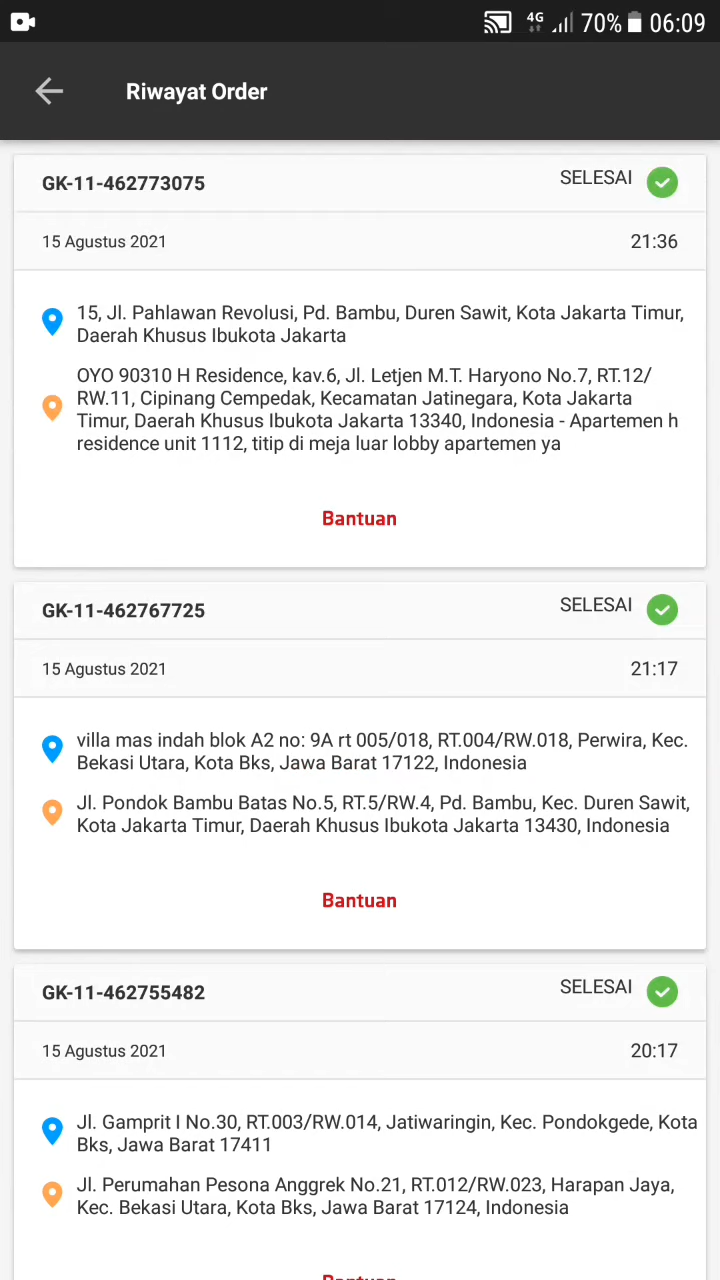 4G 70% 06:09
Riwayat Order
GK-11-462773075 SELESAI
15 Agustus 2021 21:36
15, Jl. Pahlawan Revolusi, Pd. Bambu, Duren Sawit, Kota Jakarta Timur,
Daerah Khusus Ibukota Jakarta
OYO 90310 H Residence, kav.6, Jl. Letjen M.T. Haryono No.7, RT.12/
RW.11, Cipinang Cempedak, Kecamatan Jatinegara, Kota Jakarta
Timur, Daerah Khusus Ibukota Jakarta 13340, Indonesia - Apartemen h
residence unit 1112, titip di meja luar lobby apartemen ya
Bantuan
GK-11-462767725 SELESAI
15 Agustus 2021 21:17
villa mas indah blok A2 no: 9A rt 005/018, RT.004/RW.018, Perwira, Kec.
Bekasi Utara, Kota Bks, Jawa Barat 17122, Indonesia
Jl. Pondok Bambu Batas No.5, RT.5/RW.4, Pd. Bambu, Kec. Duren Sawit,
Kota Jakarta Timur, Daerah Khusus Ibukota Jakarta 13430, Indonesia
Bantuan
GK-11-462755482 SELESAI
15 Agustus 2021 20:17
Jl. Gamprit I No.30, RT.003/RW.014, Jatiwaringin, Kec. Pondokgede, Kota
Bks, Jawa Barat 17411
Jl. Perumahan Pesona Anggrek No.21, RT.012/RW.023, Harapan Jaya,
Kec. Bekasi Utara, Kota Bks, Jawa Barat 17124, Indonesia
Bantuan